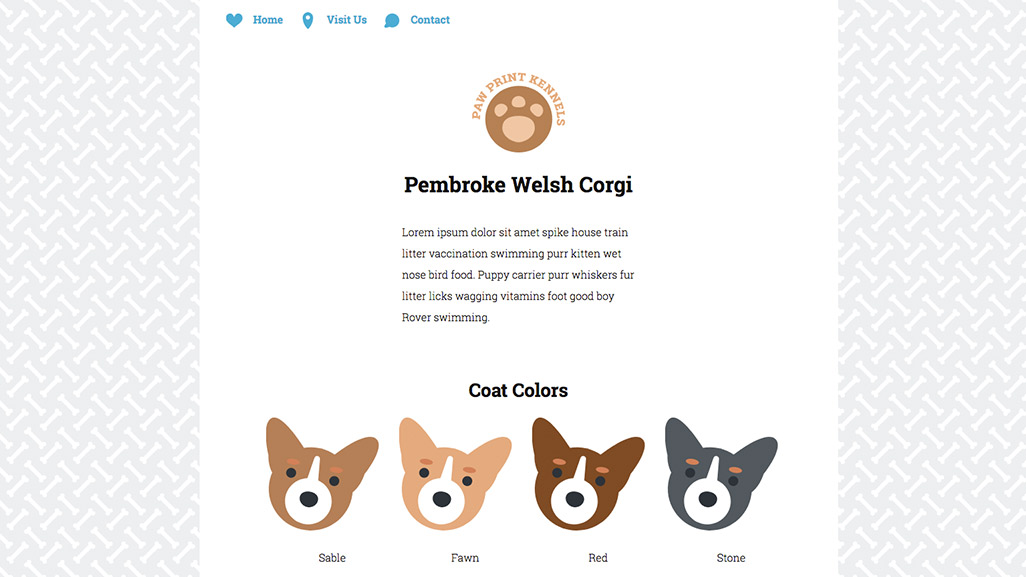 Home Visit Us Contact
PAW PRINT KENNELS
Pembroke Welsh Corgi
Lorem ipsum dolor sit amet spike house train
litter vaccination swimming purr kitten wet
nose bird food. Puppy carrier purr whiskers fur
litter licks wagging vitamins foot good boy
Rover swimming.
Coat Colors
Sable Fawn Red Stone